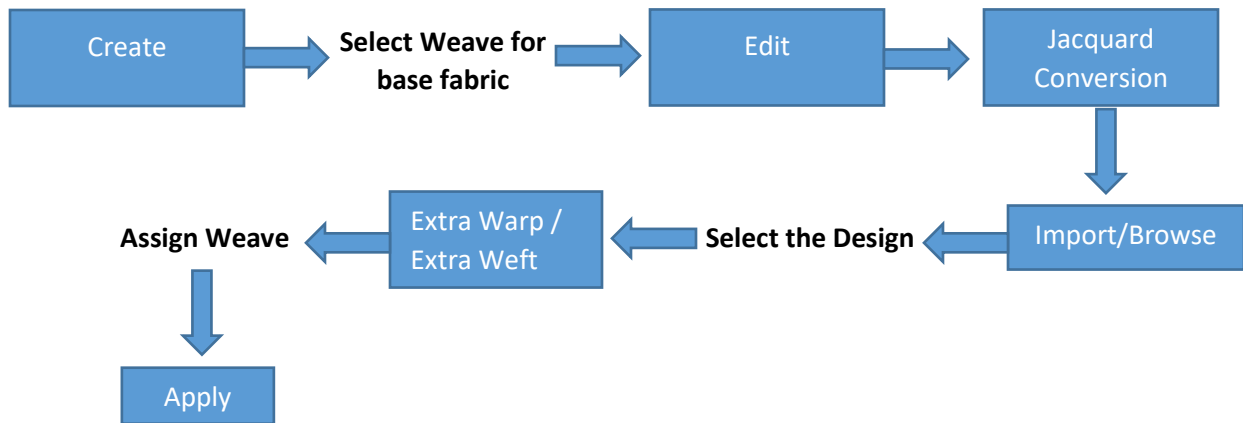 Create
Select Weave for
base fabric
Edit
Jacquard
Conversion
Import/Browse
Select the Design
Extra Warp /
Extra Weft
Assign Weave
Apply